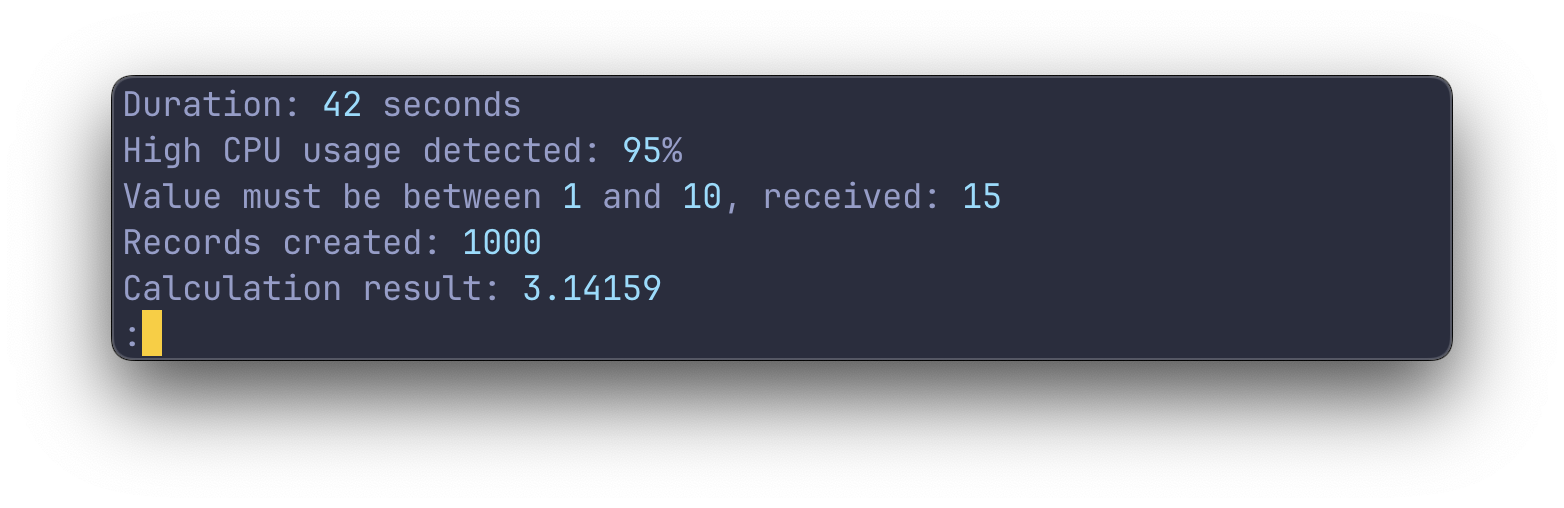 Duration: 42 seconds
High CPU usage detected: 95%
Value must be between 1 and 10, received: 15
Records created: 1000
Calculation result: 3.14159
: